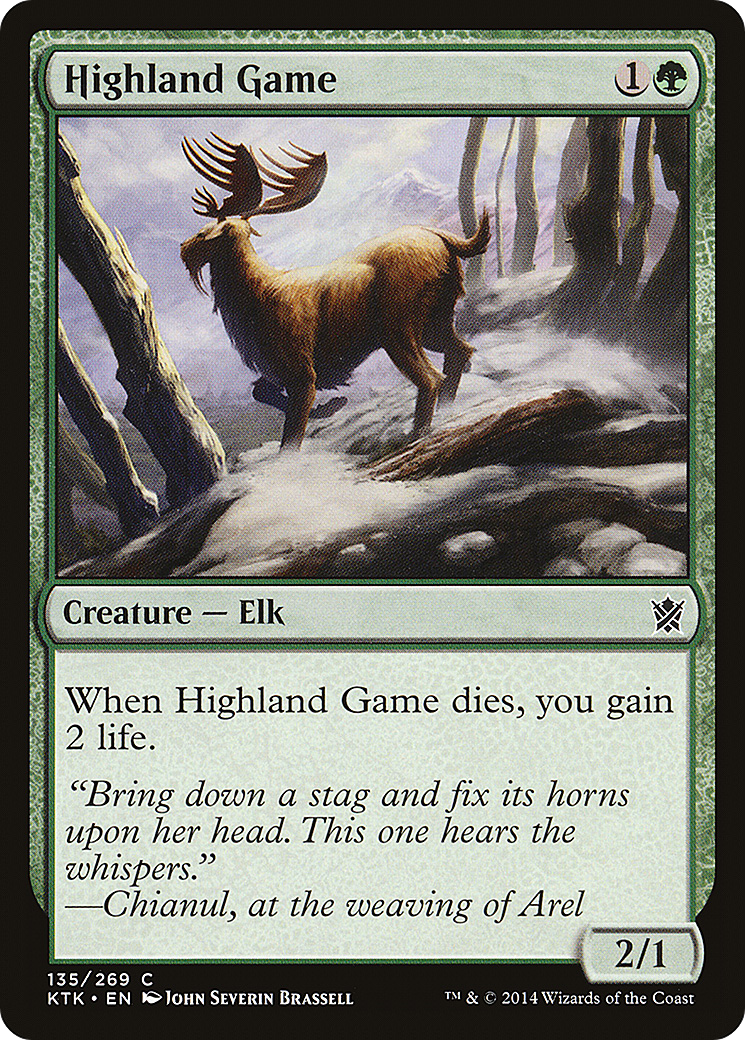 Highland Game 1
Creature — Elk
When Highland Game dies, you gain
2 life.
“Bring down a stag and fix its horns
upon her head. This one hears the
whispers.”
—Chianul, at the weaving of Arel
2/1
135/269 C
KTK • EN John Severin Brassell ™ & © 2014 Wizards of the Coast